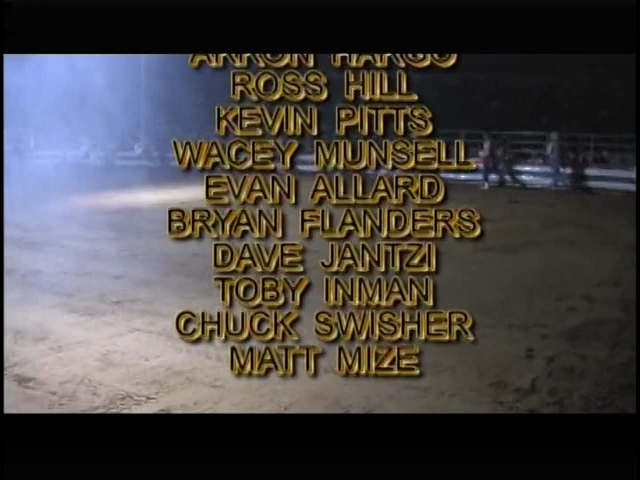 ROSS HILL
KEVIN PITTS
WACEY MUNSELL
EVAN ALLARD
BRYAN FLANDERS
DAVE JANTZI
TOBY INMAN
CHUCK SWISHER
MATT MIZE